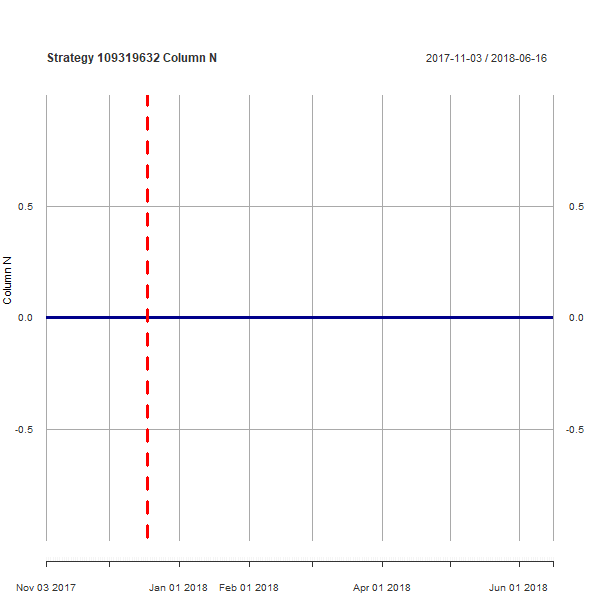 Strategy 109319632 Column N
2017-11-03 / 2018-06-16
0.5
0.5
Column N
0.0
0.0
-0.5
-0.5
Nov 03 2017
Jan 01 2018
Feb 01 2018
Apr 01 2018
Jun 01 2018